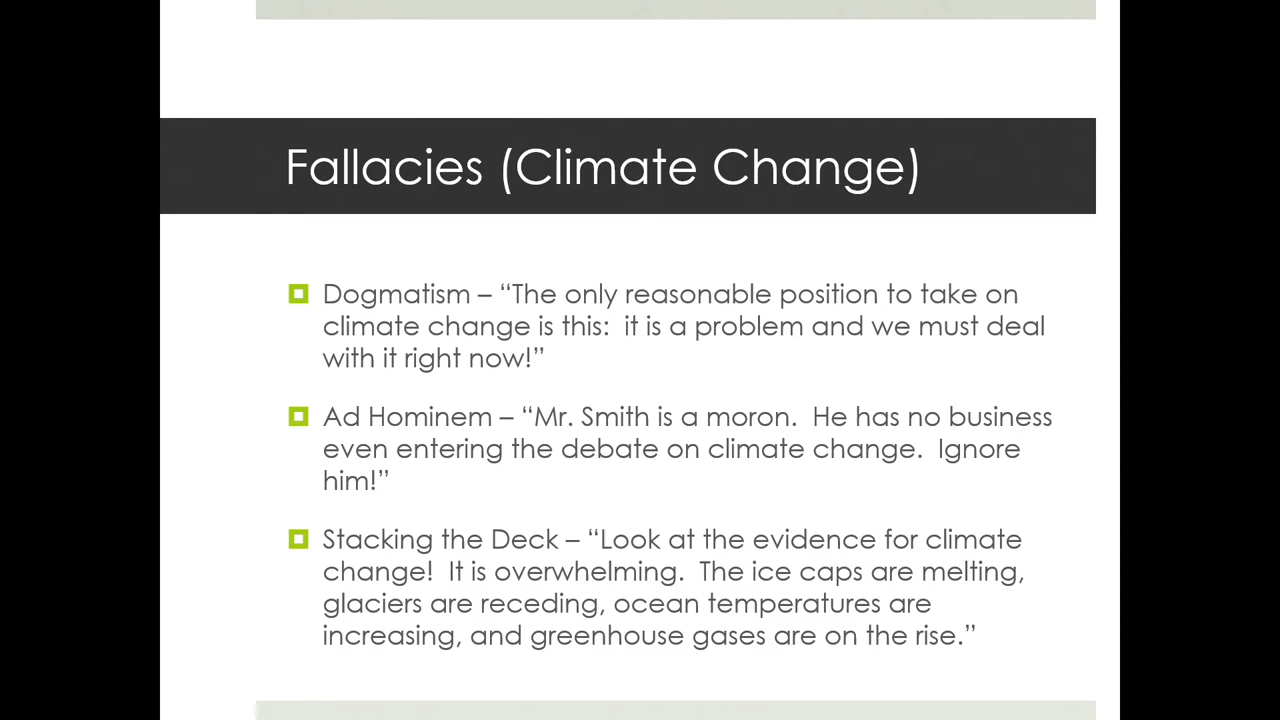 Fallacies (Climate Change)
Dogmatism – “The only reasonable position to take on
climate change is this:  it is a problem and we must deal
with it right now!”
Ad Hominem – “Mr. Smith is a moron.  He has no business
even entering the debate on climate change.  Ignore
him!”
Stacking the Deck – “Look at the evidence for climate
change!  It is overwhelming.  The ice caps are melting,
glaciers are receding, ocean temperatures are
increasing, and greenhouse gases are on the rise.”